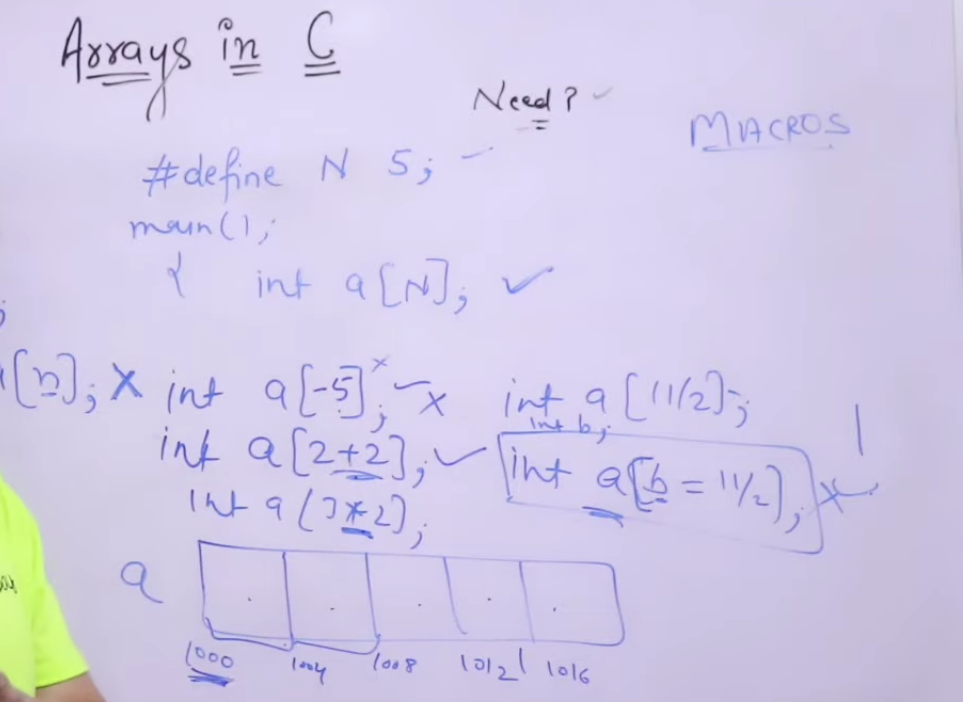 Arrays in C
Need?
MACROS
#define N 5;
main();
{ int a[N]; ✓
[n]; x
int a[-5]; x
int a[11/2];
int b;
int a[2+2]; ✓
int a[b = 11/2]; x
int a[3*2];
a
1000 1004 1008 1012 1016